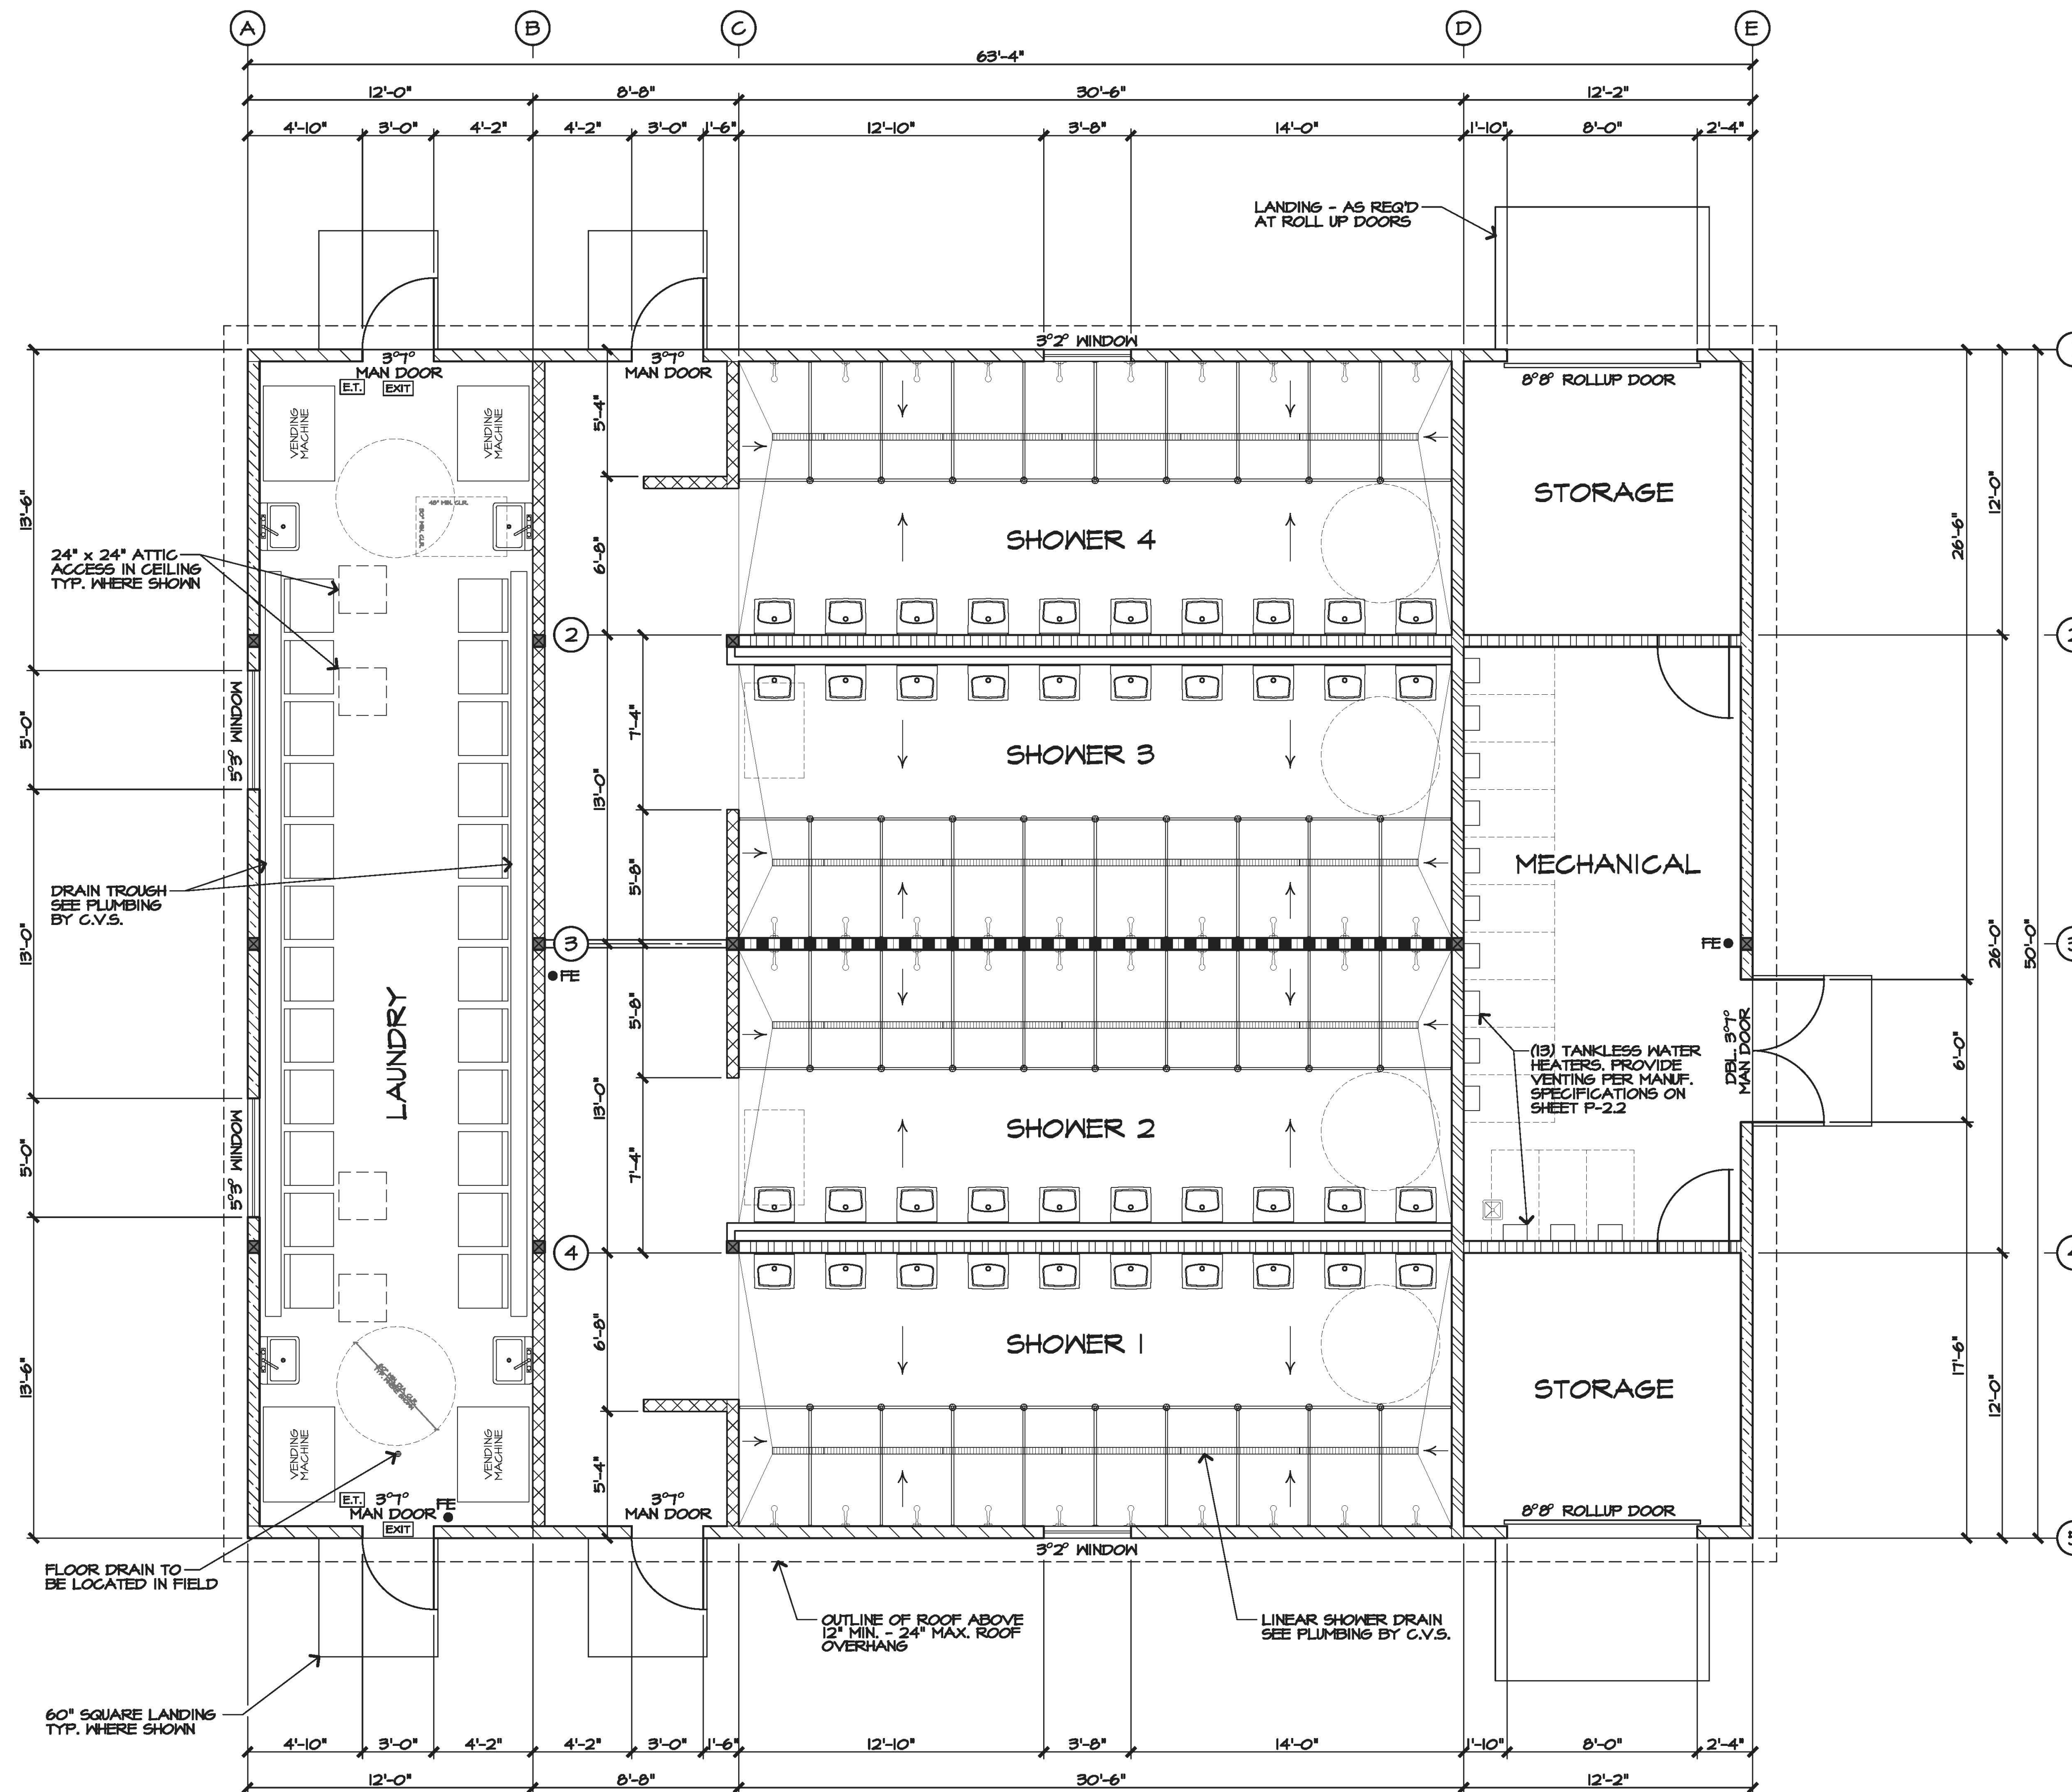 A
B
C
D
E
63'-4"
12'-0"
8'-8"
30'-6"
12'-2"
4'-10"
3'-0"
4'-2"
4'-2"
3'-0"
1'-6"
12'-10"
3'-8"
14'-0"
1'-10"
8'-0"
2'-4"
LANDING - AS REQ'D
AT ROLL UP DOORS
3°7°
MAN DOOR
E.T.
EXIT
3°7°
MAN DOOR
3°2° WINDOW
8°8° ROLLUP DOOR
VENDING
MACHINE
VENDING
MACHINE
5'-4"
13'-6"
48" MIN. CLR.
STORAGE
12'-0"
26'-6"
SHOWER 4
24" x 24" ATTIC
ACCESS IN CEILING
TYP. WHERE SHOWN
6'-8"
2
5°3° WINDOW
5'-0"
7'-4"
SHOWER 3
13'-0"
DRAIN TROUGH
SEE PLUMBING
BY C.V.S.
5'-8"
MECHANICAL
13'-0"
3
FE
FE
26'-0"
50'-0"
3
LAUNDRY
5'-8"
(13) TANKLESS WATER
HEATERS. PROVIDE
VENTING PER MANUF.
SPECIFICATIONS ON
SHEET P-2.2
DBL. 3°7°
MAN DOOR
6'-0"
13'-0"
SHOWER 2
5'-0"
5°3° WINDOW
7'-4"
4
6'-8"
SHOWER 1
13'-6"
STORAGE
17'-6"
12'-0"
VENDING
MACHINE
VENDING
MACHINE
5'-4"
E.T.
3°7°
MAN DOOR
FE
EXIT
3°7°
MAN DOOR
8°8° ROLLUP DOOR
3°2° WINDOW
FLOOR DRAIN TO
BE LOCATED IN FIELD
OUTLINE OF ROOF ABOVE
12" MIN. - 24" MAX. ROOF
OVERHANG
LINEAR SHOWER DRAIN
SEE PLUMBING BY C.V.S.
60" SQUARE LANDING
TYP. WHERE SHOWN
4'-10"
3'-0"
4'-2"
4'-2"
3'-0"
1'-6"
12'-10"
3'-8"
14'-0"
1'-10"
8'-0"
2'-4"
12'-0"
8'-8"
30'-6"
12'-2"